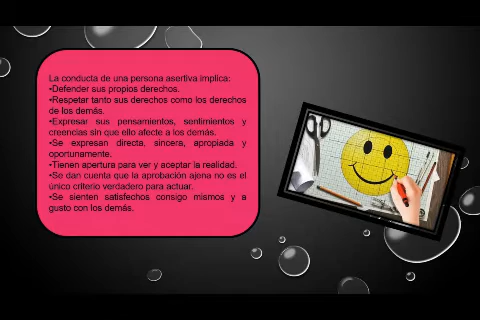 La conducta de una persona asertiva implica:
•Defender sus propios derechos.
•Respetar tanto sus derechos como los derechos
de los demás.
•Expresar sus pensamientos, sentimientos y
creencias sin que ello afecte a los demás.
•Se expresan directa, sincera, apropiada y
oportunamente.
•Tienen apertura para ver y aceptar la realidad.
•Se dan cuenta que la aprobación ajena no es el
único criterio verdadero para actuar.
•Se sienten satisfechos consigo mismos y a
gusto con los demás.